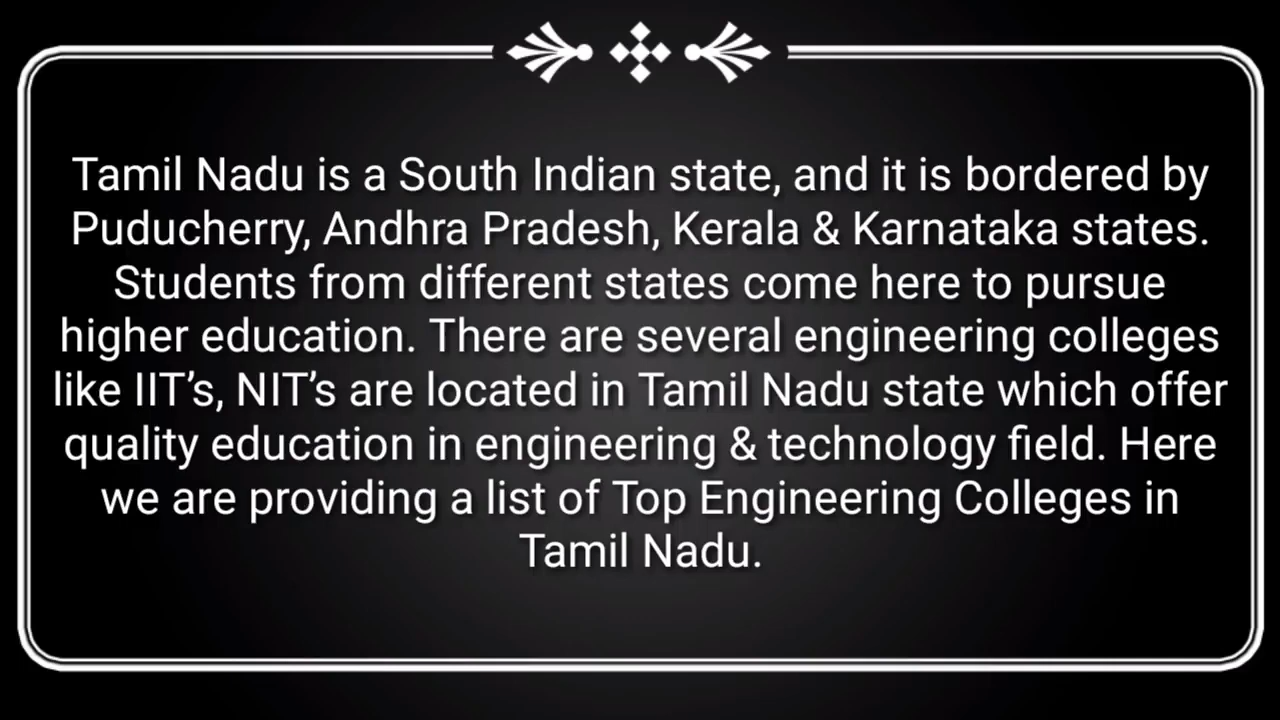 Tamil Nadu is a South Indian state, and it is bordered by
Puducherry, Andhra Pradesh, Kerala & Karnataka states.
Students from different states come here to pursue
higher education. There are several engineering colleges
like IIT’s, NIT’s are located in Tamil Nadu state which offer
quality education in engineering & technology field. Here
we are providing a list of Top Engineering Colleges in
Tamil Nadu.